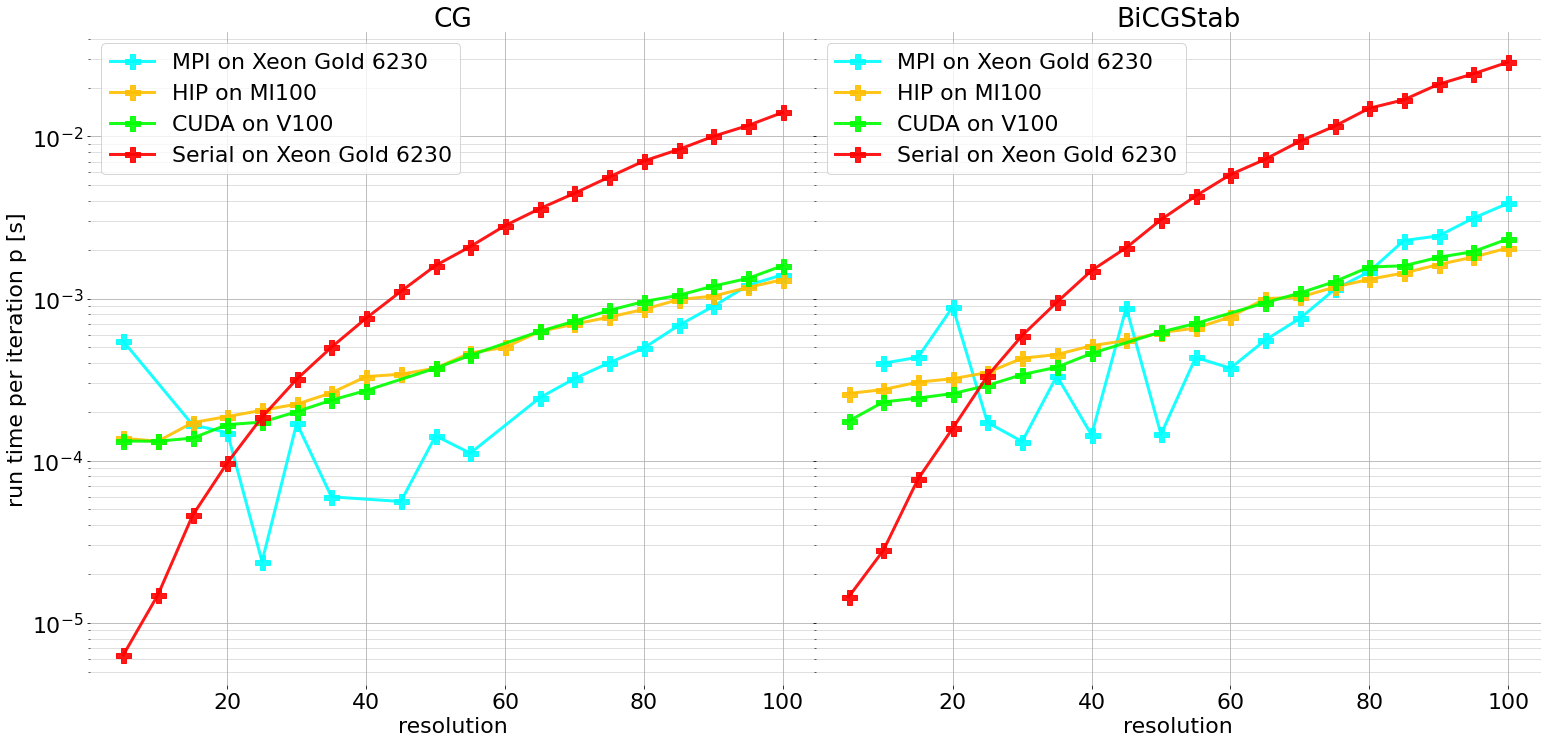 CG
BiCGStab
MPI on Xeon Gold 6230
HIP on MI100
CUDA on V100
Serial on Xeon Gold 6230
MPI on Xeon Gold 6230
HIP on MI100
CUDA on V100
Serial on Xeon Gold 6230
run time per iteration p [s]
10⁻²
10⁻³
10⁻⁴
10⁻⁵
20 40 60 80 100
20 40 60 80 100
resolution
resolution